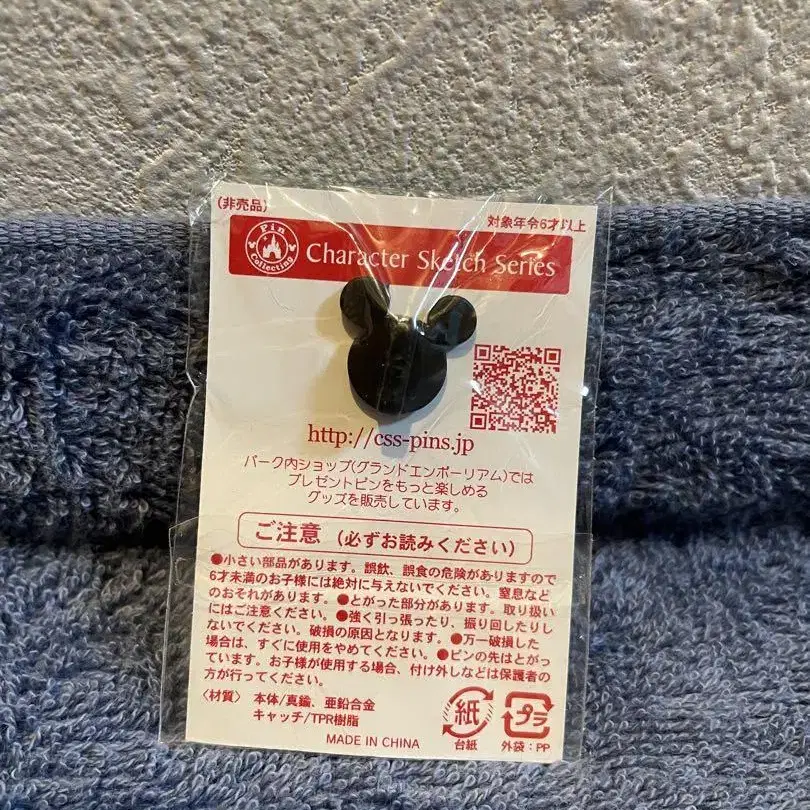 (非売品)
対象年令6才以上
Pin
Collecting
Character Sketch Series
http://css-pins.jp
パーク内ショップ(グランドエンポーリアム)では
プレゼントピンをもっと楽しめる
グッズを販売しています。
ご注意 (必ずお読みください)
●小さい部品があります。誤飲、誤食の危険がありますので
6才未満のお子様には絶対に与えないでください。窒息など
のおそれがあります。●とがった部分があります。取り扱い
にはご注意ください。●強く引っ張ったり、振り回したりし
ないでください。破損の原因となります。●万一破損した
場合は、すぐに使用をやめてください。●ピンの先はとがっ
ています。お子様が使用する場合、付け外しなどは保護者の
方が行ってください。
〈材質〉 本体/真鍮、亜鉛合金
キャッチ/TPR樹脂
MADE IN CHINA
紙
台紙
プラ
外袋:PP